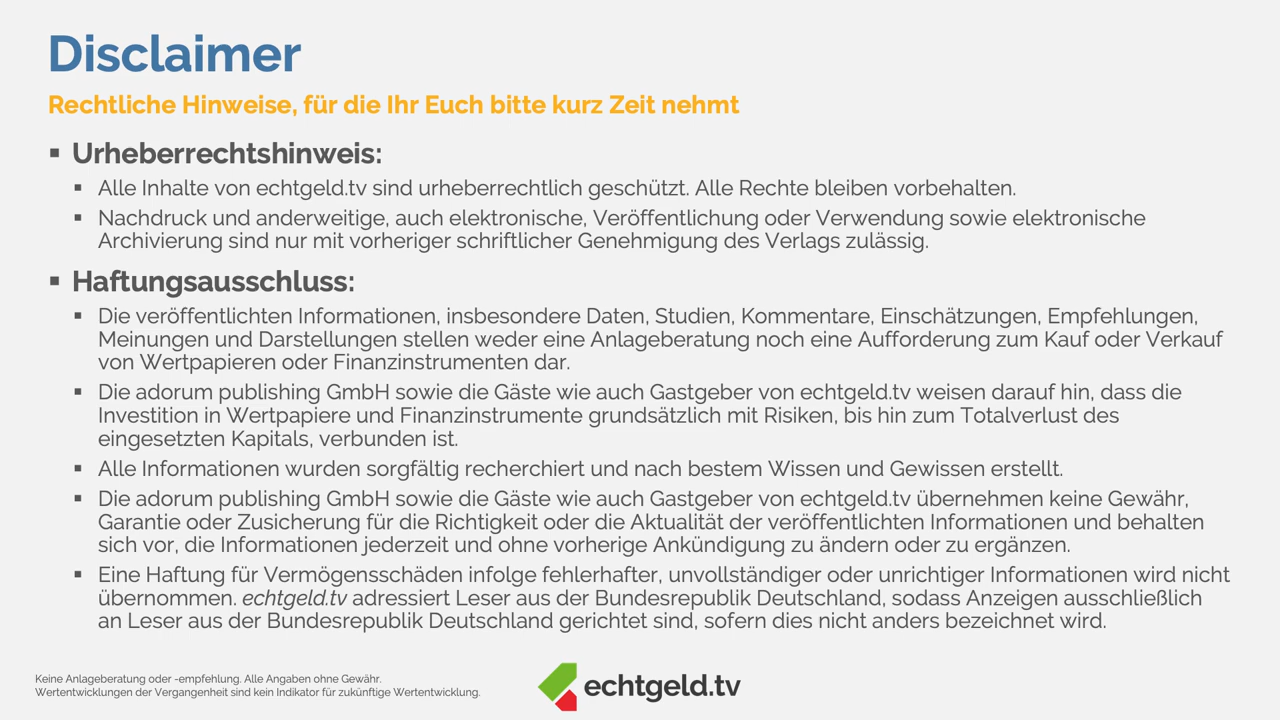 Disclaimer
Rechtliche Hinweise, für die Ihr Euch bitte kurz Zeit nehmt
▪ Urheberrechtshinweis:
▪ Alle Inhalte von echtgeld.tv sind urheberrechtlich geschützt. Alle Rechte bleiben vorbehalten.
▪ Nachdruck und anderweitige, auch elektronische, Veröffentlichung oder Verwendung sowie elektronische
Archivierung sind nur mit vorheriger schriftlicher Genehmigung des Verlags zulässig.
▪ Haftungsausschluss:
▪ Die veröffentlichten Informationen, insbesondere Daten, Studien, Kommentare, Einschätzungen, Empfehlungen,
Meinungen und Darstellungen stellen weder eine Anlageberatung noch eine Aufforderung zum Kauf oder Verkauf
von Wertpapieren oder Finanzinstrumenten dar.
▪ Die adorum publishing GmbH sowie die Gäste wie auch Gastgeber von echtgeld.tv weisen darauf hin, dass die
Investition in Wertpapiere und Finanzinstrumente grundsätzlich mit Risiken, bis hin zum Totalverlust des
eingesetzten Kapitals, verbunden ist.
▪ Alle Informationen wurden sorgfältig recherchiert und nach bestem Wissen und Gewissen erstellt.
▪ Die adorum publishing GmbH sowie die Gäste wie auch Gastgeber von echtgeld.tv übernehmen keine Gewähr,
Garantie oder Zusicherung für die Richtigkeit oder die Aktualität der veröffentlichten Informationen und behalten
sich vor, die Informationen jederzeit und ohne vorherige Ankündigung zu ändern oder zu ergänzen.
▪ Eine Haftung für Vermögensschäden infolge fehlerhafter, unvollständiger oder unrichtiger Informationen wird nicht
übernommen. echtgeld.tv adressiert Leser aus der Bundesrepublik Deutschland, sodass Anzeigen ausschließlich
an Leser aus der Bundesrepublik Deutschland gerichtet sind, sofern dies nicht anders bezeichnet wird.
Keine Anlageberatung oder -empfehlung. Alle Angaben ohne Gewähr.
Wertentwicklungen der Vergangenheit sind kein Indikator für zukünftige Wertentwicklung.
echtgeld.tv